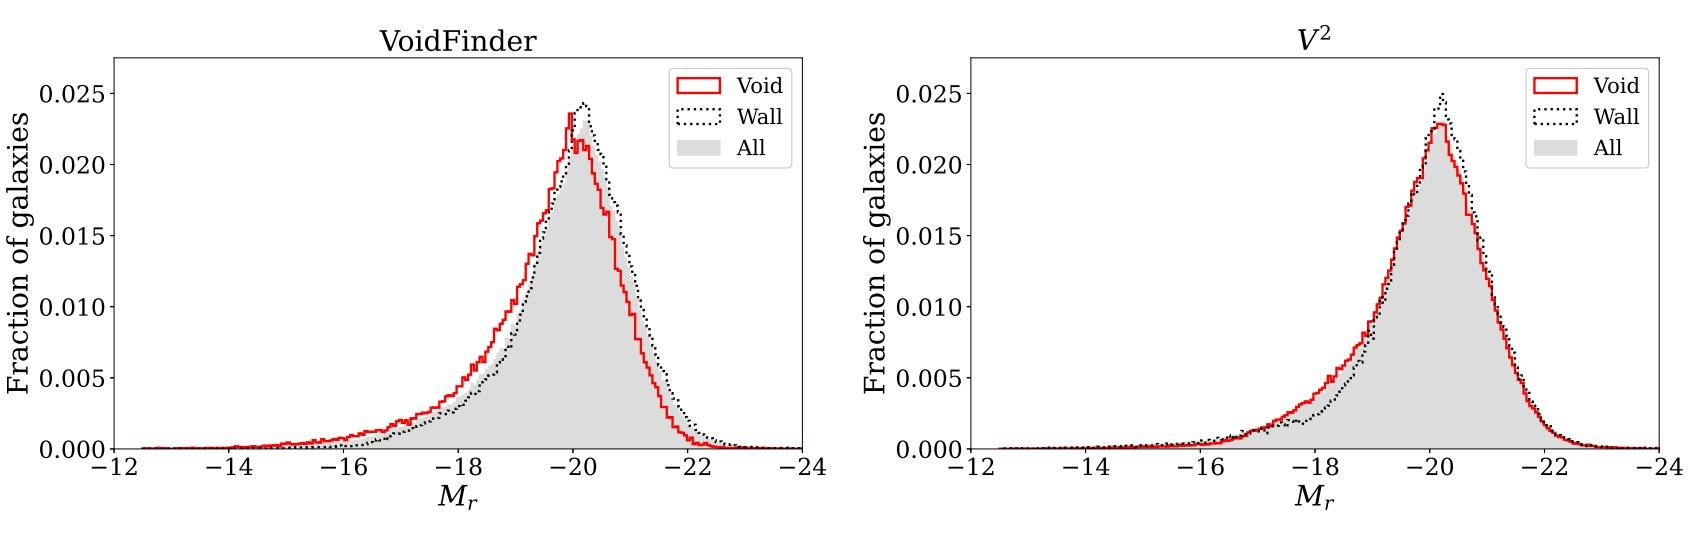 VoidFinder
Fraction of galaxies
0.025
0.020
0.015
0.010
0.005
0.000
Void
Wall
All
−12 −14 −16 −18 −20 −22 −24
M_r
V²
Fraction of galaxies
0.025
0.020
0.015
0.010
0.005
0.000
Void
Wall
All
−12 −14 −16 −18 −20 −22 −24
M_r